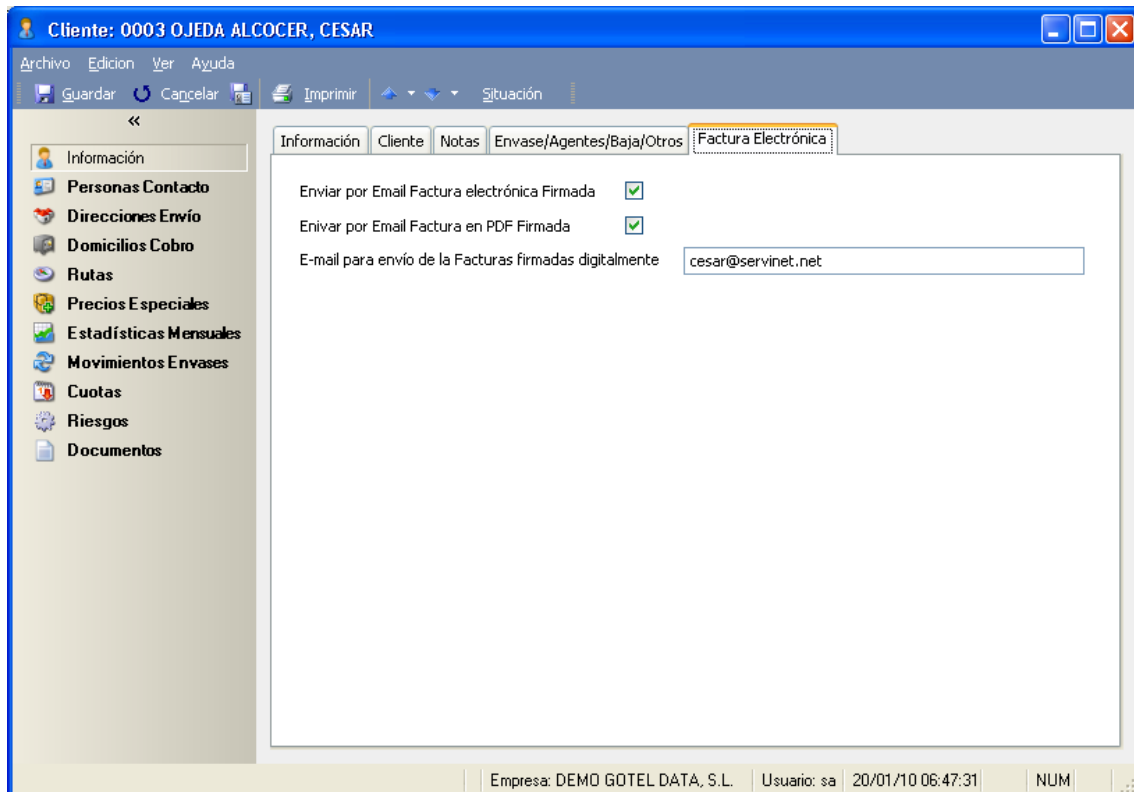 Cliente: 0003 OJEDA ALCOCER, CESAR
Archivo Edicion Ver Ayuda
Guardar Cancelar Imprimir Situación
«
Información
Personas Contacto
Direcciones Envío
Domicilios Cobro
Rutas
Precios Especiales
Estadísticas Mensuales
Movimientos Envases
Cuotas
Riesgos
Documentos
Información Cliente Notas Envase/Agentes/Baja/Otros Factura Electrónica
Enviar por Email Factura electrónica Firmada
Enivar por Email Factura en PDF Firmada
E-mail para envío de la Facturas firmadas digitalmente cesar@servinet.net
Empresa: DEMO GOTEL DATA, S.L. Usuario: sa 20/01/10 06:47:31 NUM